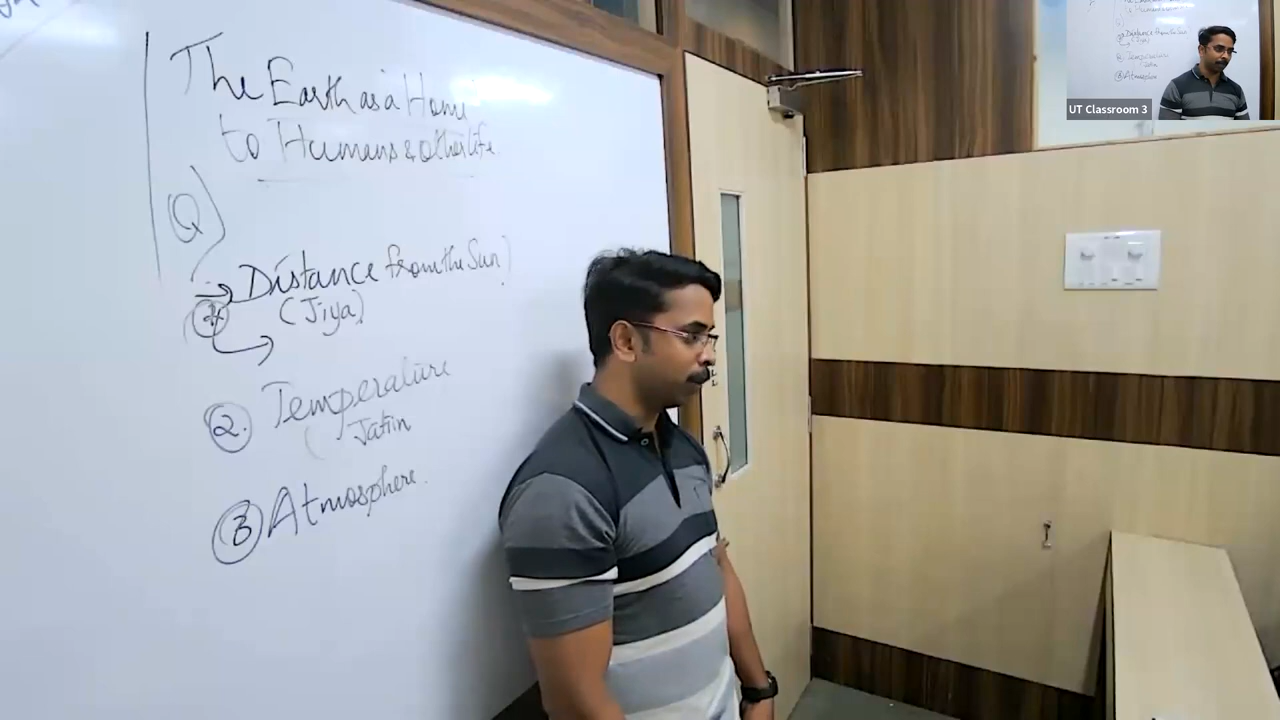 The Earth as a Home
to Humans & other life.
Q)
→ Distance from the Sun)
(Jiya)
2. Temperature
( Jatin
3 Atmosphere.
UT Classroom 3